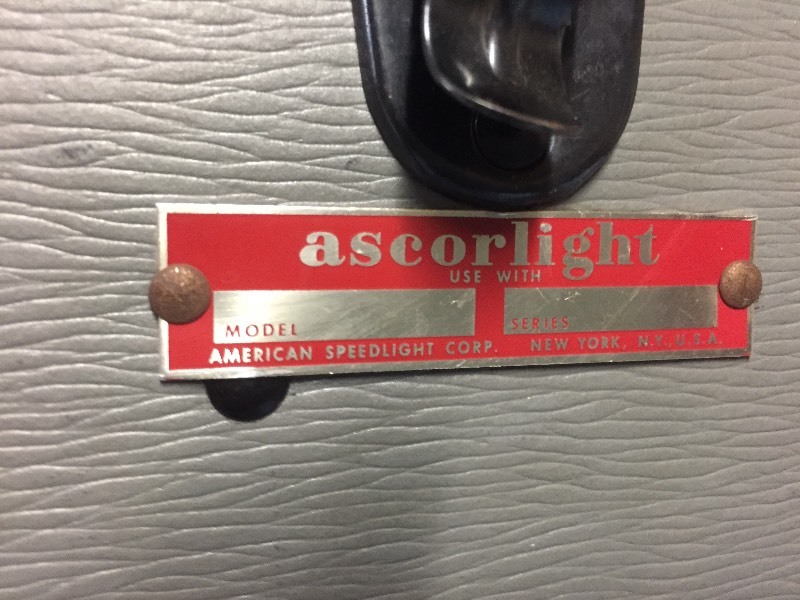 ascorlight
USE WITH
MODEL SERIES
AMERICAN SPEEDLIGHT CORP. NEW YORK, N.Y., U.S.A.